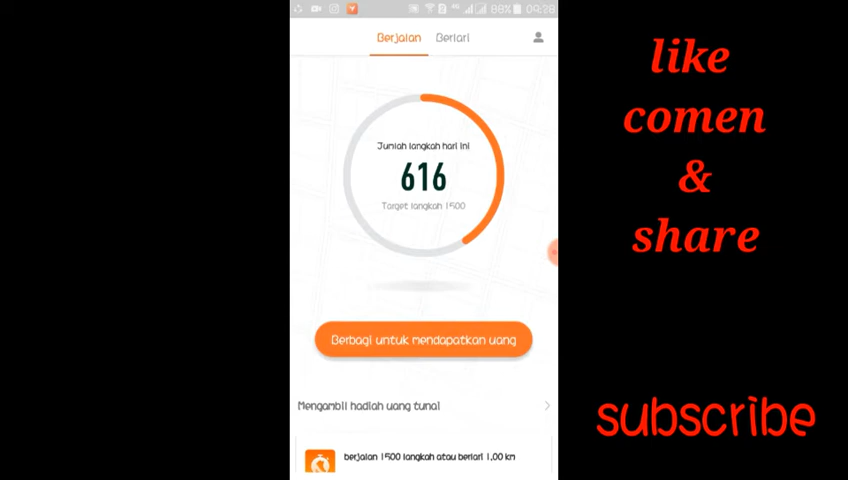 88% 09:28
Berjalan Berlari
Jumlah langkah hari ini
616
Target langkah 1500
Berbagi untuk mendapatkan uang
Mengambil hadiah uang tunai
berjalan 1500 langkah atau berlari 1,00 km
like
comen
&
share
subscribe